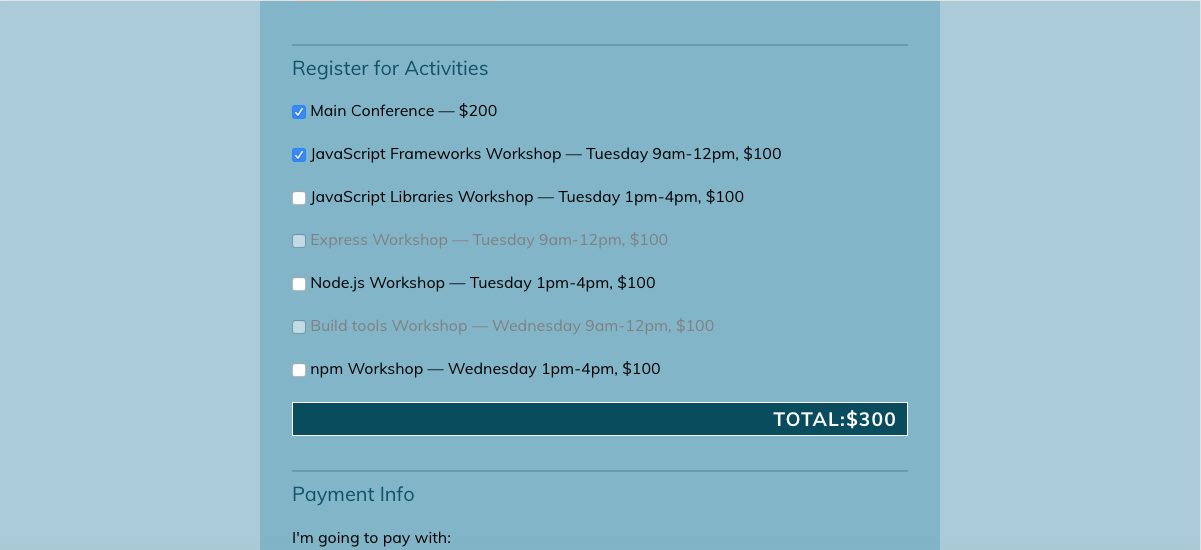 Register for Activities
Main Conference — $200
JavaScript Frameworks Workshop — Tuesday 9am-12pm, $100
JavaScript Libraries Workshop — Tuesday 1pm-4pm, $100
Express Workshop — Tuesday 9am-12pm, $100
Node.js Workshop — Tuesday 1pm-4pm, $100
Build tools Workshop — Wednesday 9am-12pm, $100
npm Workshop — Wednesday 1pm-4pm, $100
TOTAL:$300
Payment Info
I'm going to pay with: